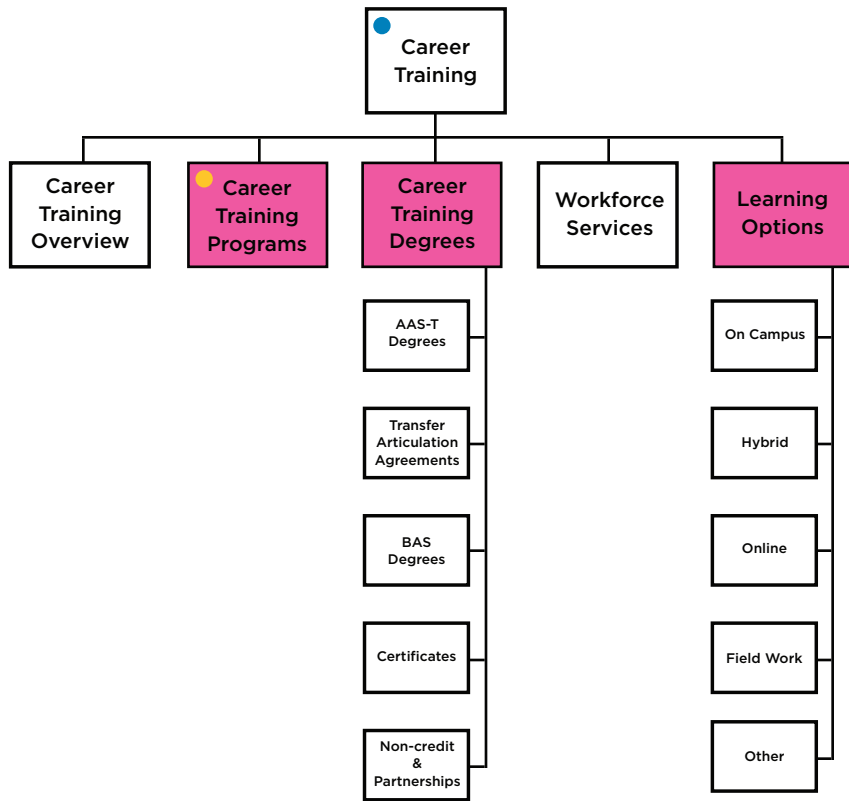 Career
Training
Career
Training
Overview
Career
Training
Programs
Career
Training
Degrees
Workforce
Services
Learning
Options
AAS-T
Degrees
Transfer
Articulation
Agreements
BAS
Degrees
Certificates
Non-credit
&
Partnerships
On Campus
Hybrid
Online
Field Work
Other